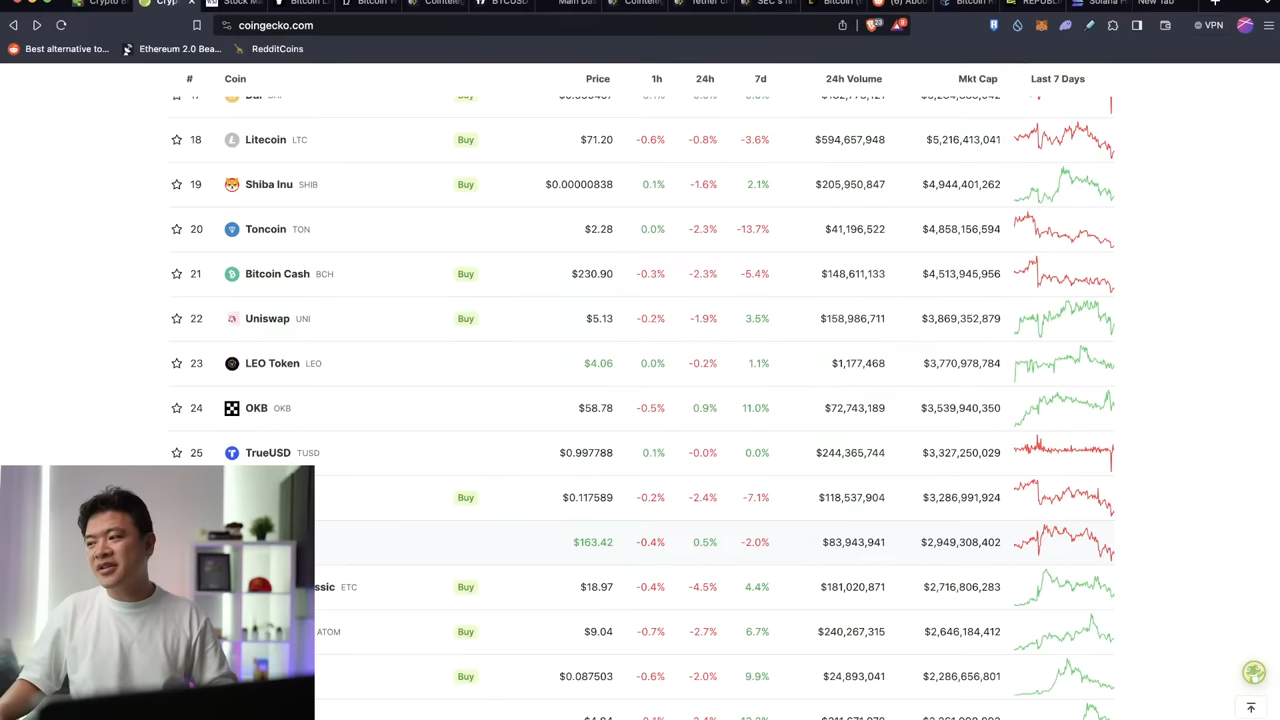 coingecko.com
23
9
VPN
Best alternative to... Ethereum 2.0 Bea... RedditCoins
# Coin Price 1h 24h 7d 24h Volume Mkt Cap Last 7 Days
18 Litecoin LTC Buy $71.20 -0.6% -0.8% -3.6% $594,657,948 $5,216,413,041
19 Shiba Inu SHIB Buy $0.00000838 0.1% -1.6% 2.1% $205,950,847 $4,944,401,262
20 Toncoin TON $2.28 0.0% -2.3% -13.7% $41,196,522 $4,858,156,594
21 Bitcoin Cash BCH Buy $230.90 -0.3% -2.3% -5.4% $148,611,133 $4,513,945,956
22 Uniswap UNI Buy $5.13 -0.2% -1.9% 3.5% $158,986,711 $3,869,352,879
23 LEO Token LEO $4.06 0.0% -0.2% 1.1% $1,177,468 $3,770,978,784
24 OKB OKB $58.78 -0.5% 0.9% 11.0% $72,743,189 $3,539,940,350
25 TrueUSD TUSD $0.997788 0.1% -0.0% 0.0% $244,365,744 $3,327,250,029
Buy $0.117589 -0.2% -2.4% -7.1% $118,537,904 $3,286,991,924
$163.42 -0.4% 0.5% -2.0% $83,943,941 $2,949,308,402
ssic ETC Buy $18.97 -0.4% -4.5% 4.4% $181,020,871 $2,716,806,283
ATOM Buy $9.04 -0.7% -2.7% 6.7% $240,267,315 $2,646,184,412
Buy $0.087503 -0.6% -2.0% 9.9% $24,893,041 $2,286,656,801